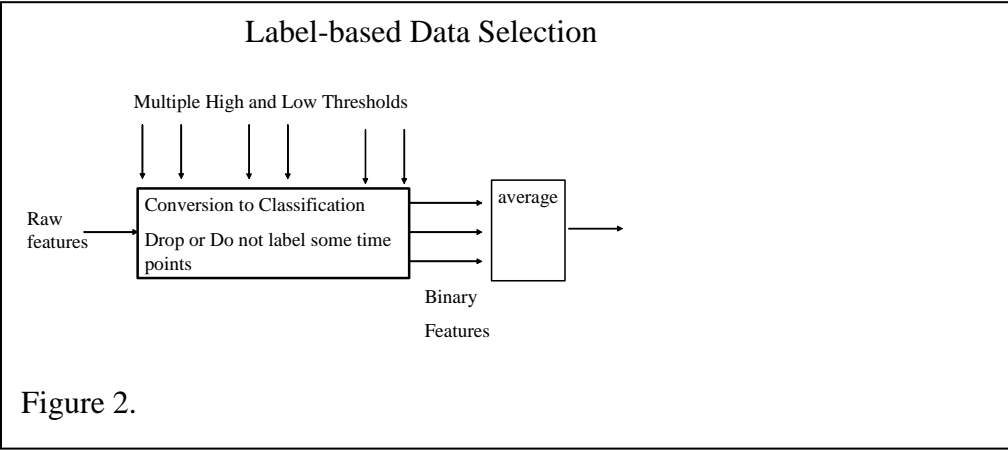 Label-based Data Selection
Multiple High and Low Thresholds
Raw
features
Conversion to Classification
Drop or Do not label some time
points
average
Binary
Features
Figure 2.